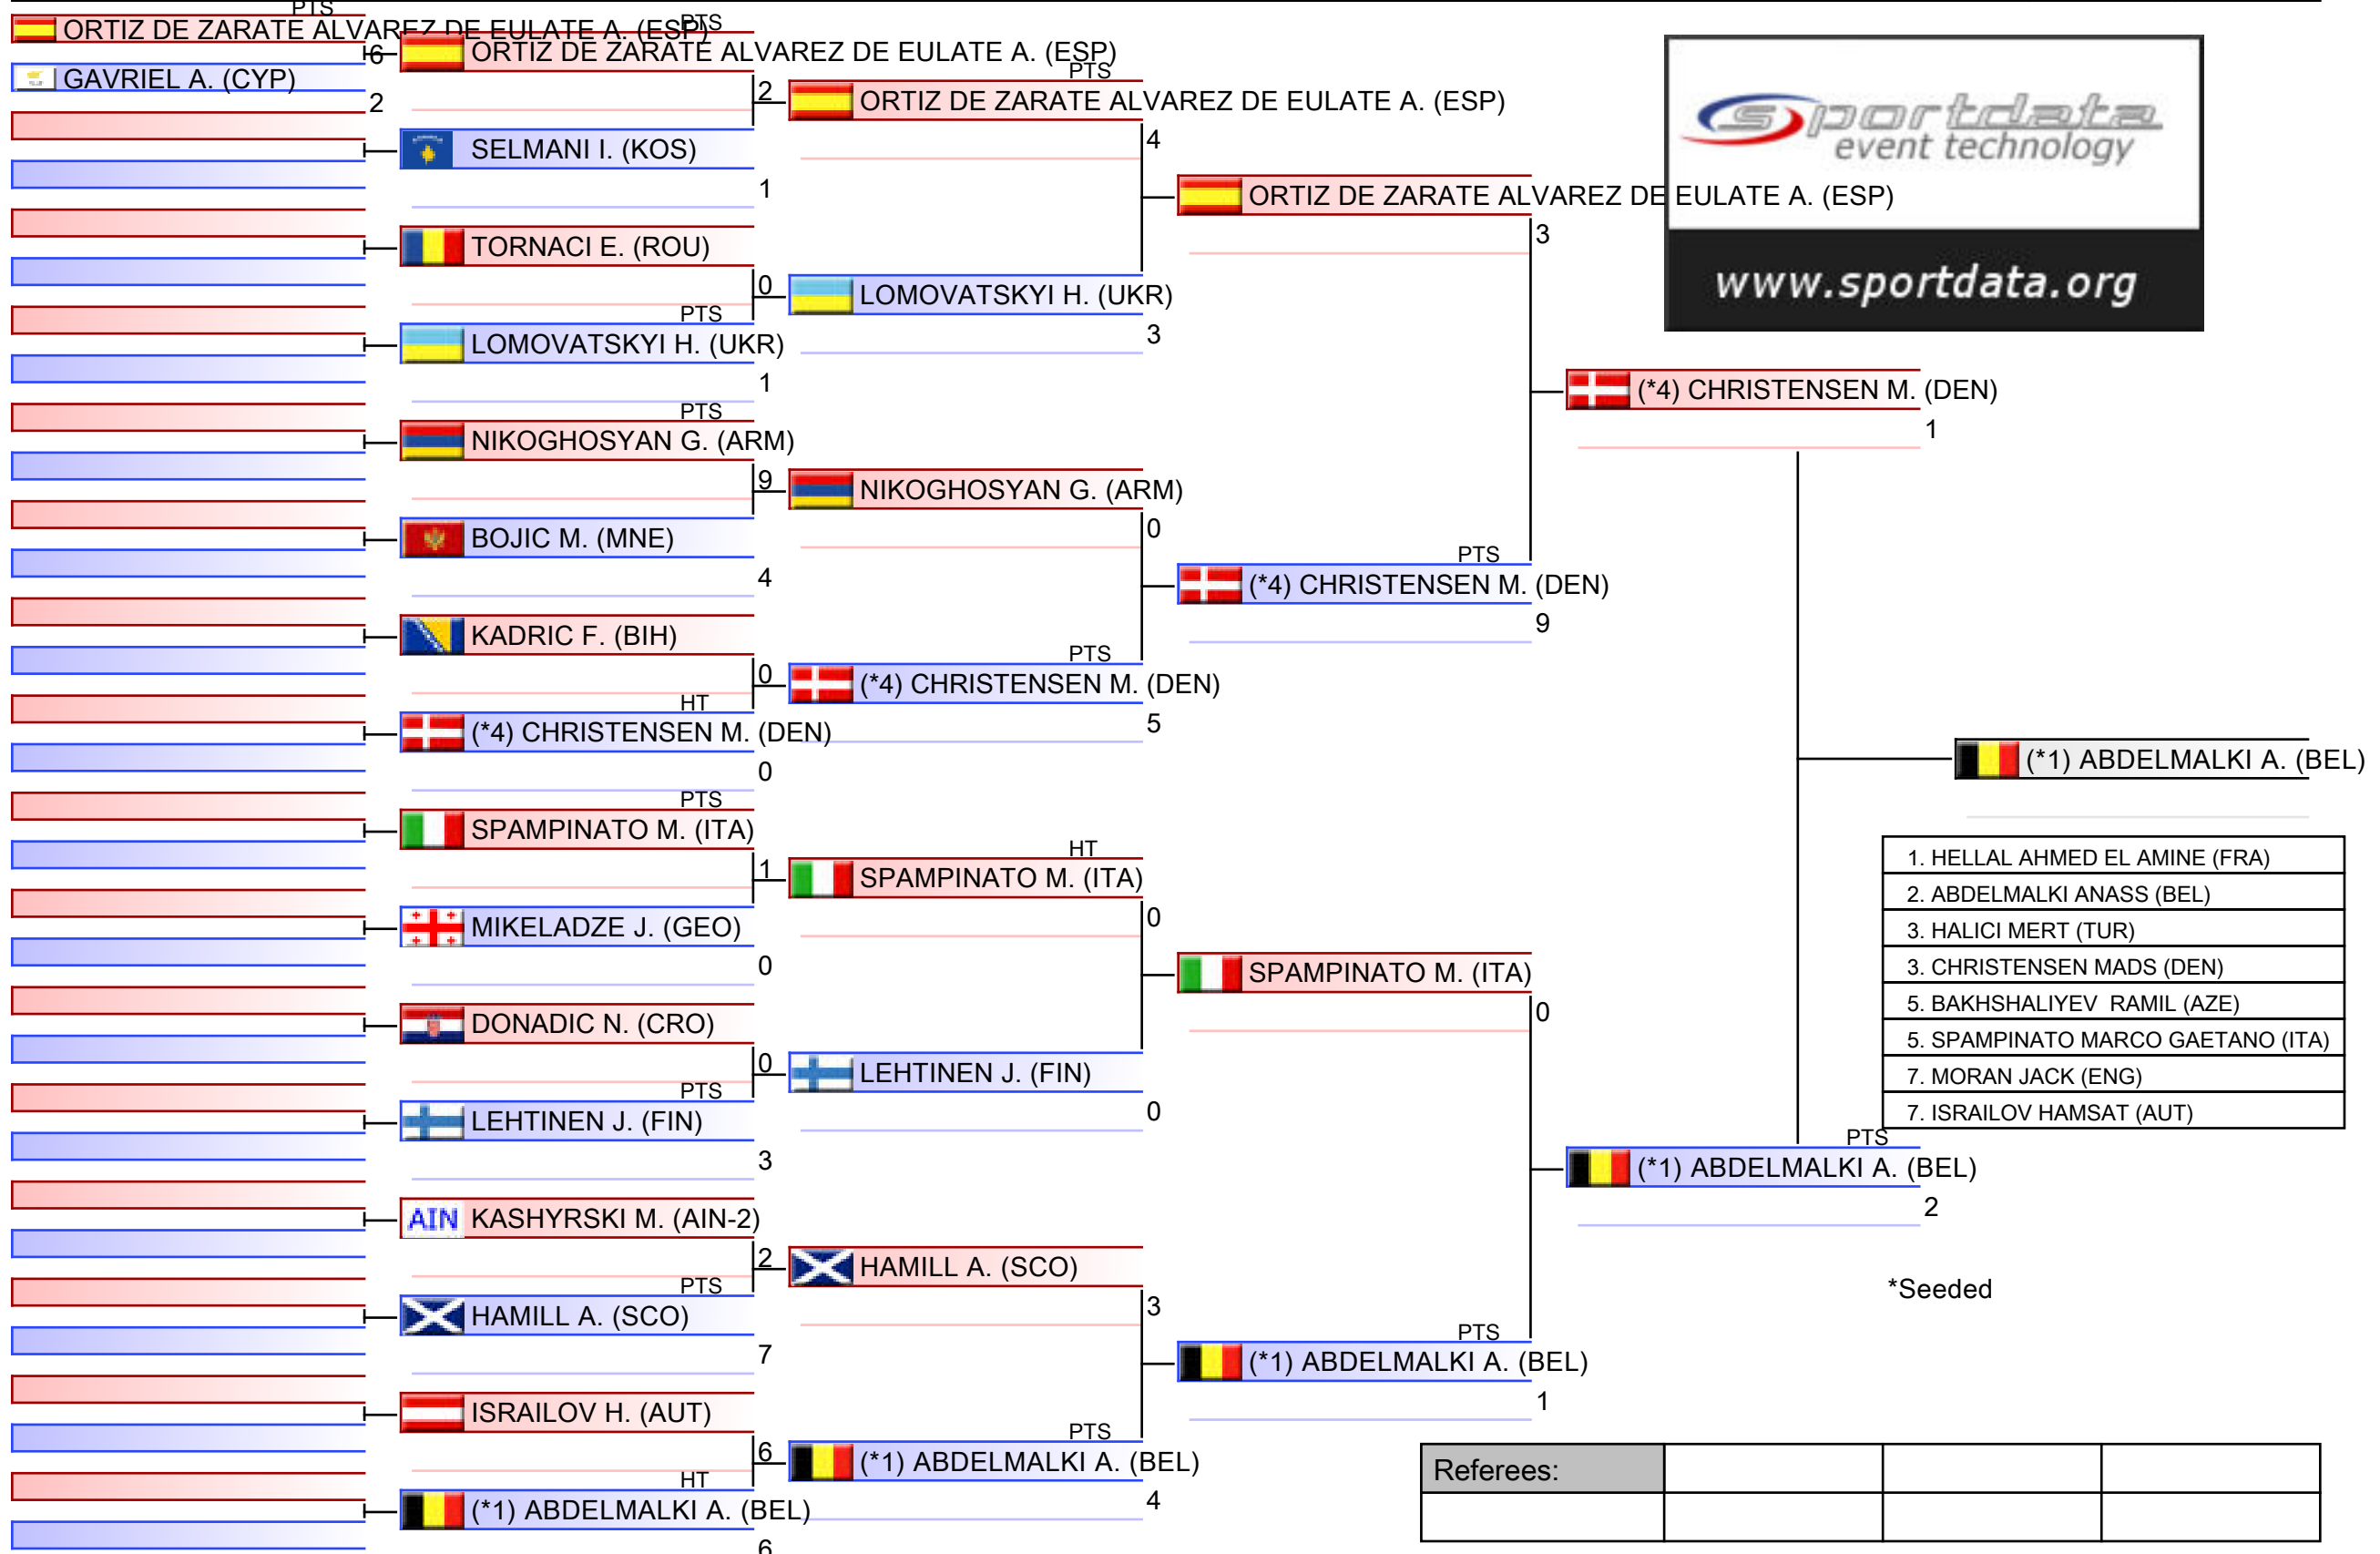 PTS
ORTIZ DE ZARATE ALVAREZ DE EULATE A. (ESP)
6
GAVRIEL A. (CYP)
2
PTS
ORTIZ DE ZARATE ALVAREZ DE EULATE A. (ESP)
2
SELMANI I. (KOS)
1
TORNACI E. (ROU)
0
PTS
LOMOVATSKYI H. (UKR)
1
PTS
NIKOGHOSYAN G. (ARM)
9
BOJIC M. (MNE)
4
KADRIC F. (BIH)
0
HT
(*4) CHRISTENSEN M. (DEN)
0
PTS
SPAMPINATO M. (ITA)
1
MIKELADZE J. (GEO)
0
DONADIC N. (CRO)
0
PTS
LEHTINEN J. (FIN)
3
AIN KASHYRSKI M. (AIN-2)
2
PTS
HAMILL A. (SCO)
7
ISRAILOV H. (AUT)
6
HT
(*1) ABDELMALKI A. (BEL)
6
PTS
ORTIZ DE ZARATE ALVAREZ DE EULATE A. (ESP)
4
LOMOVATSKYI H. (UKR)
3
NIKOGHOSYAN G. (ARM)
0
PTS
(*4) CHRISTENSEN M. (DEN)
5
HT
SPAMPINATO M. (ITA)
0
LEHTINEN J. (FIN)
0
HAMILL A. (SCO)
3
PTS
(*1) ABDELMALKI A. (BEL)
4
ORTIZ DE ZARATE ALVAREZ DE EULATE A. (ESP)
3
PTS
(*4) CHRISTENSEN M. (DEN)
9
SPAMPINATO M. (ITA)
0
PTS
(*1) ABDELMALKI A. (BEL)
1
(*4) CHRISTENSEN M. (DEN)
1
PTS
(*1) ABDELMALKI A. (BEL)
2
(*1) ABDELMALKI A. (BEL)
sportdata
event technology
www.sportdata.org
1. HELLAL AHMED EL AMINE (FRA)
2. ABDELMALKI ANASS (BEL)
3. HALICI MERT (TUR)
3. CHRISTENSEN MADS (DEN)
5. BAKHSHALIYEV RAMIL (AZE)
5. SPAMPINATO MARCO GAETANO (ITA)
7. MORAN JACK (ENG)
7. ISRAILOV HAMSAT (AUT)
*Seeded
Referees: